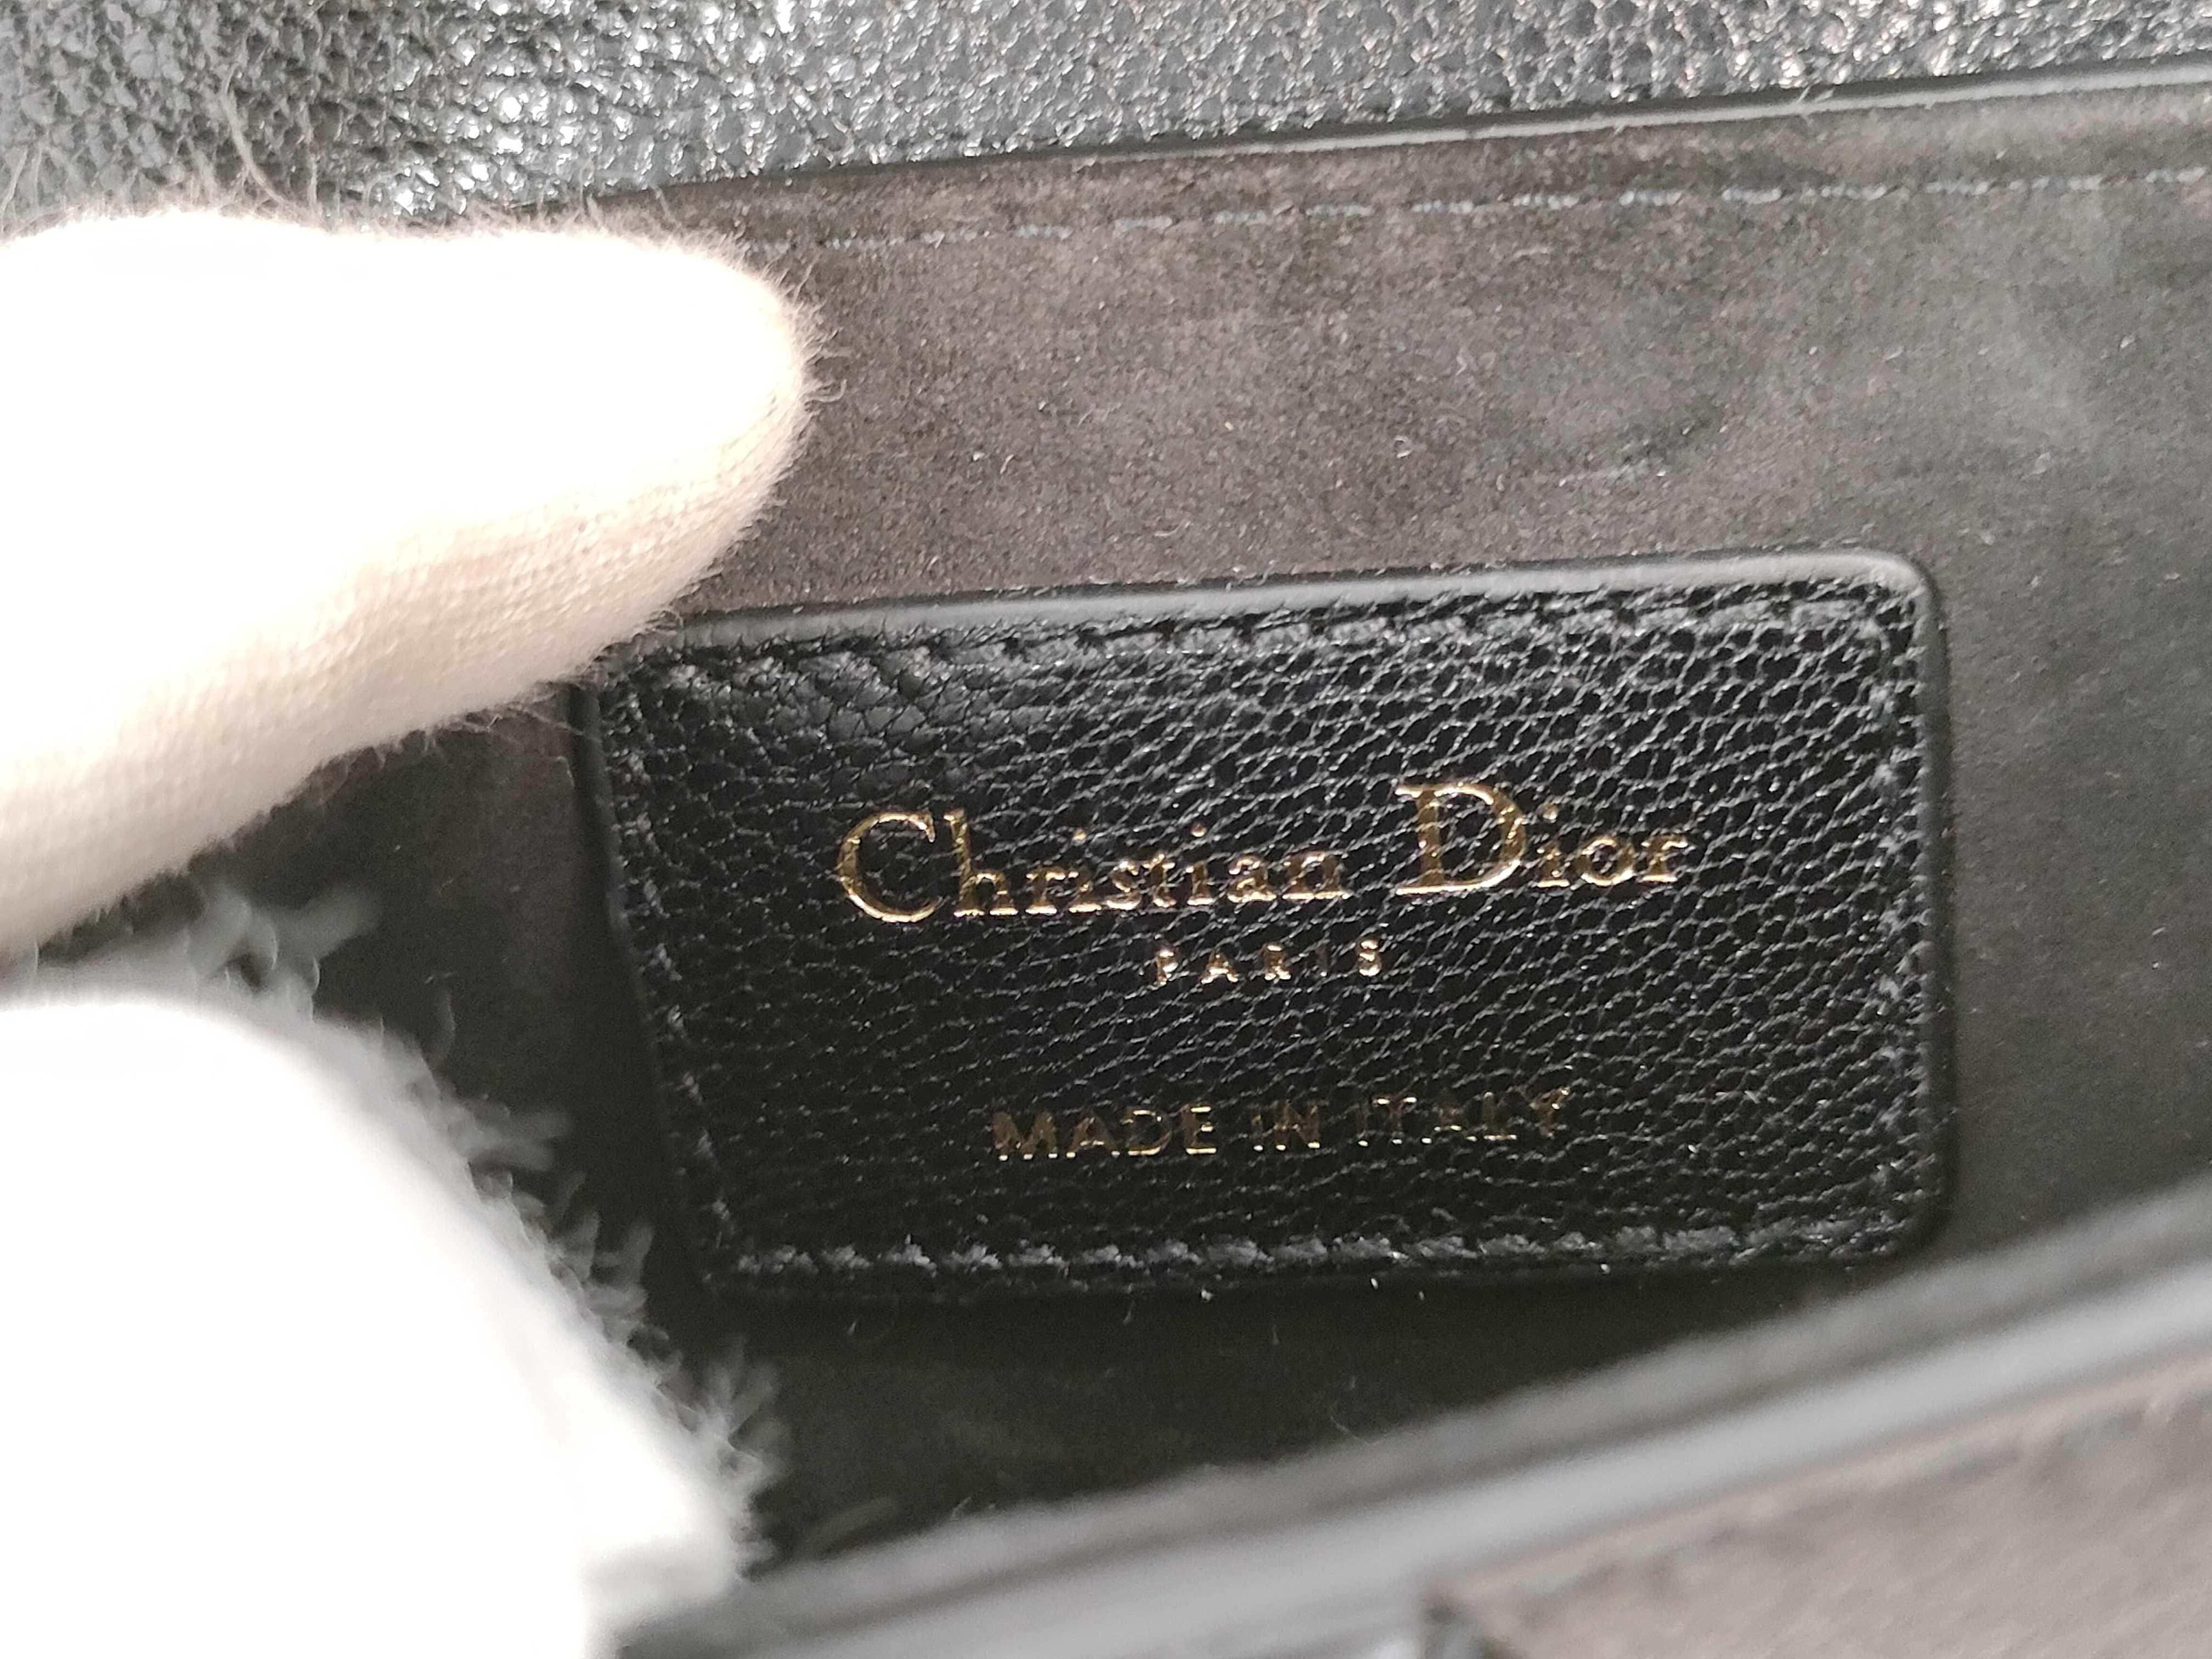 Christian Dior
PARIS
MADE IN ITALY